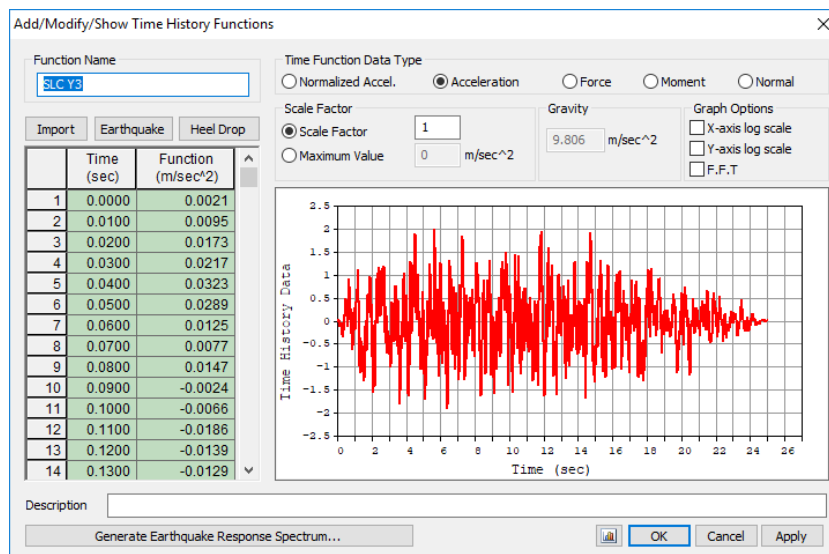 Add/Modify/Show Time History Functions
Function Name
SLC Y3
Import
Earthquake
Heel Drop
Time (sec) Function (m/sec^2)
1 0.0000 0.0021
2 0.0100 0.0095
3 0.0200 0.0173
4 0.0300 0.0217
5 0.0400 0.0323
6 0.0500 0.0289
7 0.0600 0.0125
8 0.0700 0.0077
9 0.0800 0.0147
10 0.0900 -0.0024
11 0.1000 -0.0066
12 0.1100 -0.0186
13 0.1200 -0.0139
14 0.1300 -0.0129
Time Function Data Type
Normalized Accel. Acceleration Force Moment Normal
Scale Factor
Scale Factor 1
Maximum Value 0 m/sec^2
Gravity
9.806 m/sec^2
Graph Options
X-axis log scale
Y-axis log scale
F.F.T
Time History Data
2.5
2
1.5
1
0.5
0
-0.5
-1
-1.5
-2
-2.5
0 2 4 6 8 10 12 14 16 18 20 22 24 26
Time (sec)
Description
Generate Earthquake Response Spectrum...
OK
Cancel
Apply